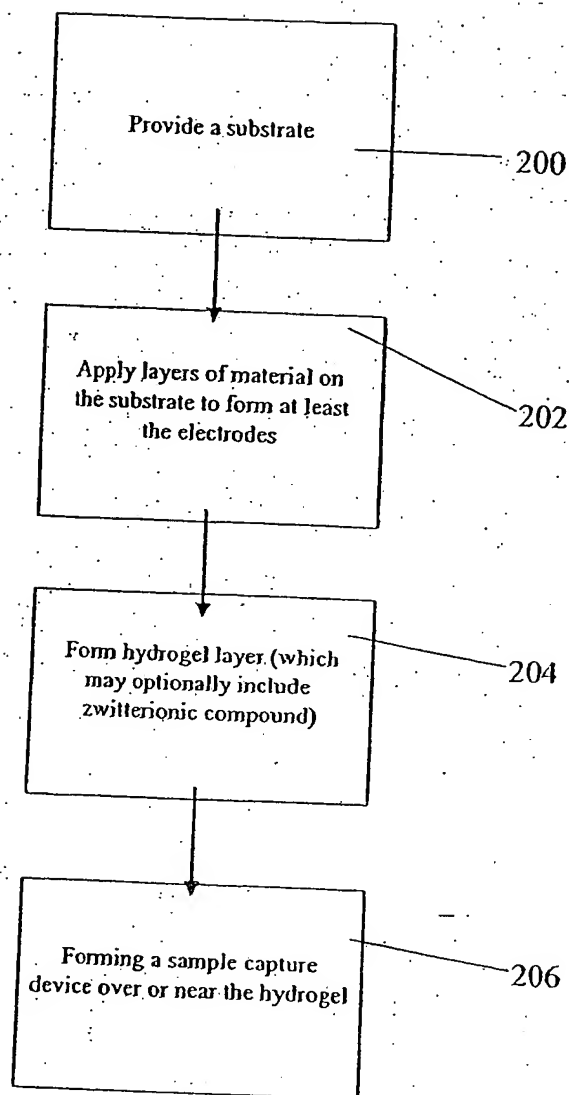 Provide a substrate
200
Apply layers of material on
the substrate to form at least
the electrodes
202
Form hydrogel layer (which
may optionally include
zwitterionic compound)
204
Forming a sample capture
device over or near the hydrogel
206